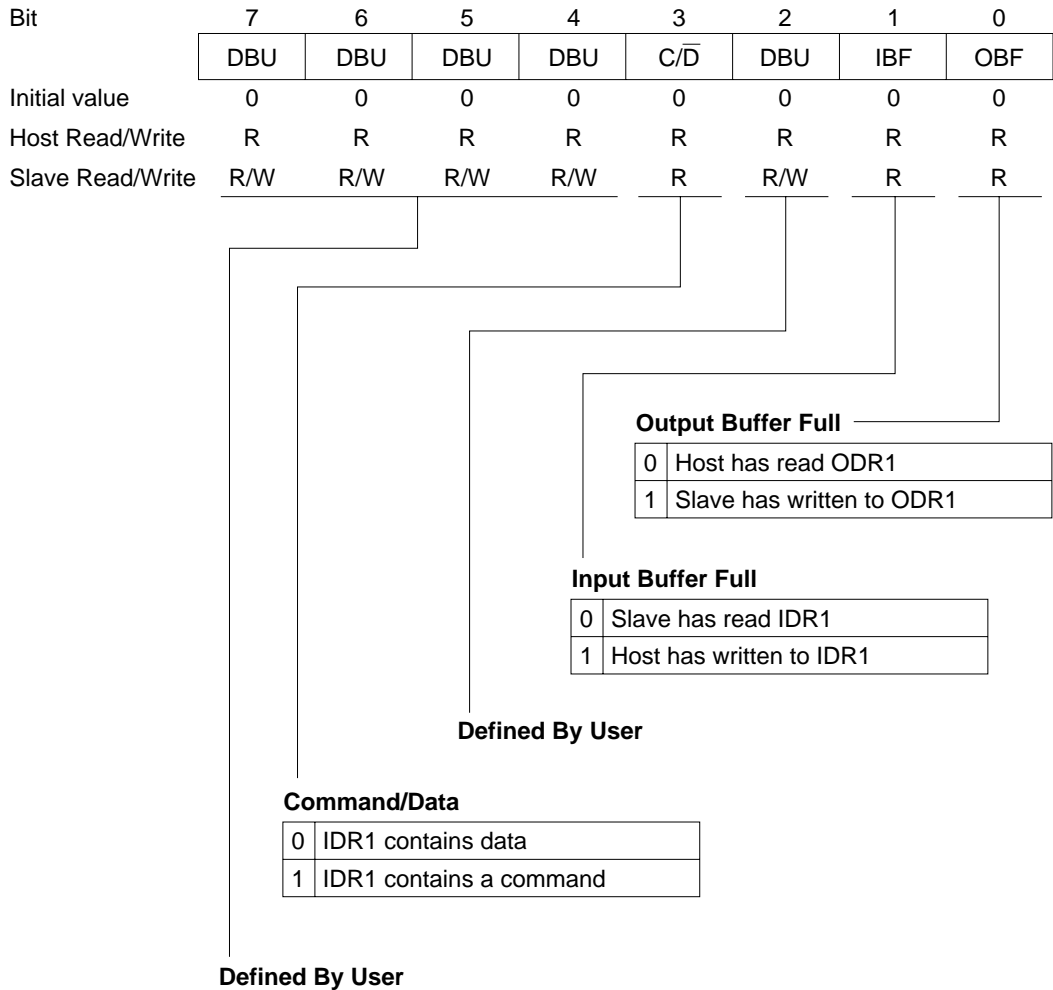 Bit 7 6 5 4 3 2 1 0
DBU DBU DBU DBU C/D̅ DBU IBF OBF
Initial value 0 0 0 0 0 0 0 0
Host Read/Write R R R R R R R R
Slave Read/Write R/W R/W R/W R/W R R/W R R
Output Buffer Full
0 Host has read ODR1
1 Slave has written to ODR1
Input Buffer Full
0 Slave has read IDR1
1 Host has written to IDR1
Defined By User
Command/Data
0 IDR1 contains data
1 IDR1 contains a command
Defined By User